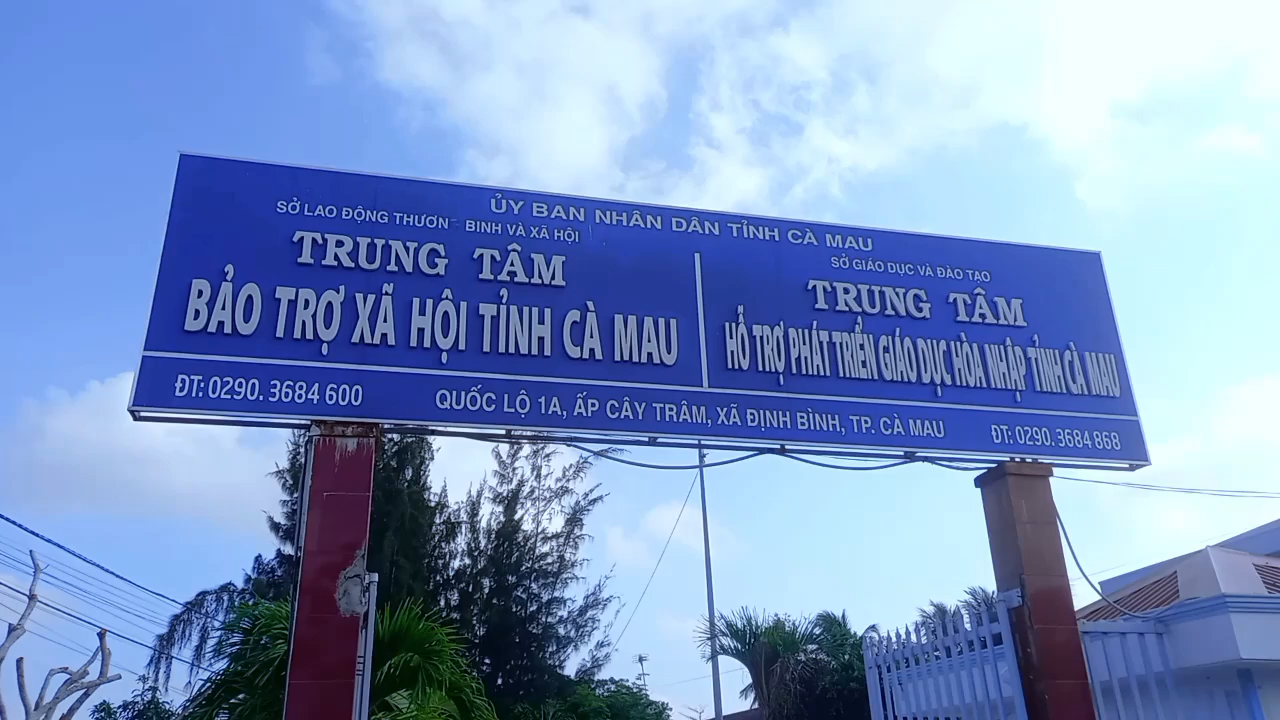 ỦY BAN NHÂN DÂN TỈNH CÀ MAU
SỞ LAO ĐỘNG THƯƠN BINH VÀ XÃ HỘI
TRUNG TÂM
BẢO TRỢ XÃ HỘI TỈNH CÀ MAU
SỞ GIÁO DỤC VÀ ĐÀO TẠO
TRUNG TÂM
HỖ TRỢ PHÁT TRIỂN GIÁO DỤC HÒA NHẬP TỈNH CÀ MAU
ĐT: 0290. 3684 600
QUỐC LỘ 1A, ẤP CÂY TRÂM, XÃ ĐỊNH BÌNH, TP. CÀ MAU
ĐT: 0290. 3684 868